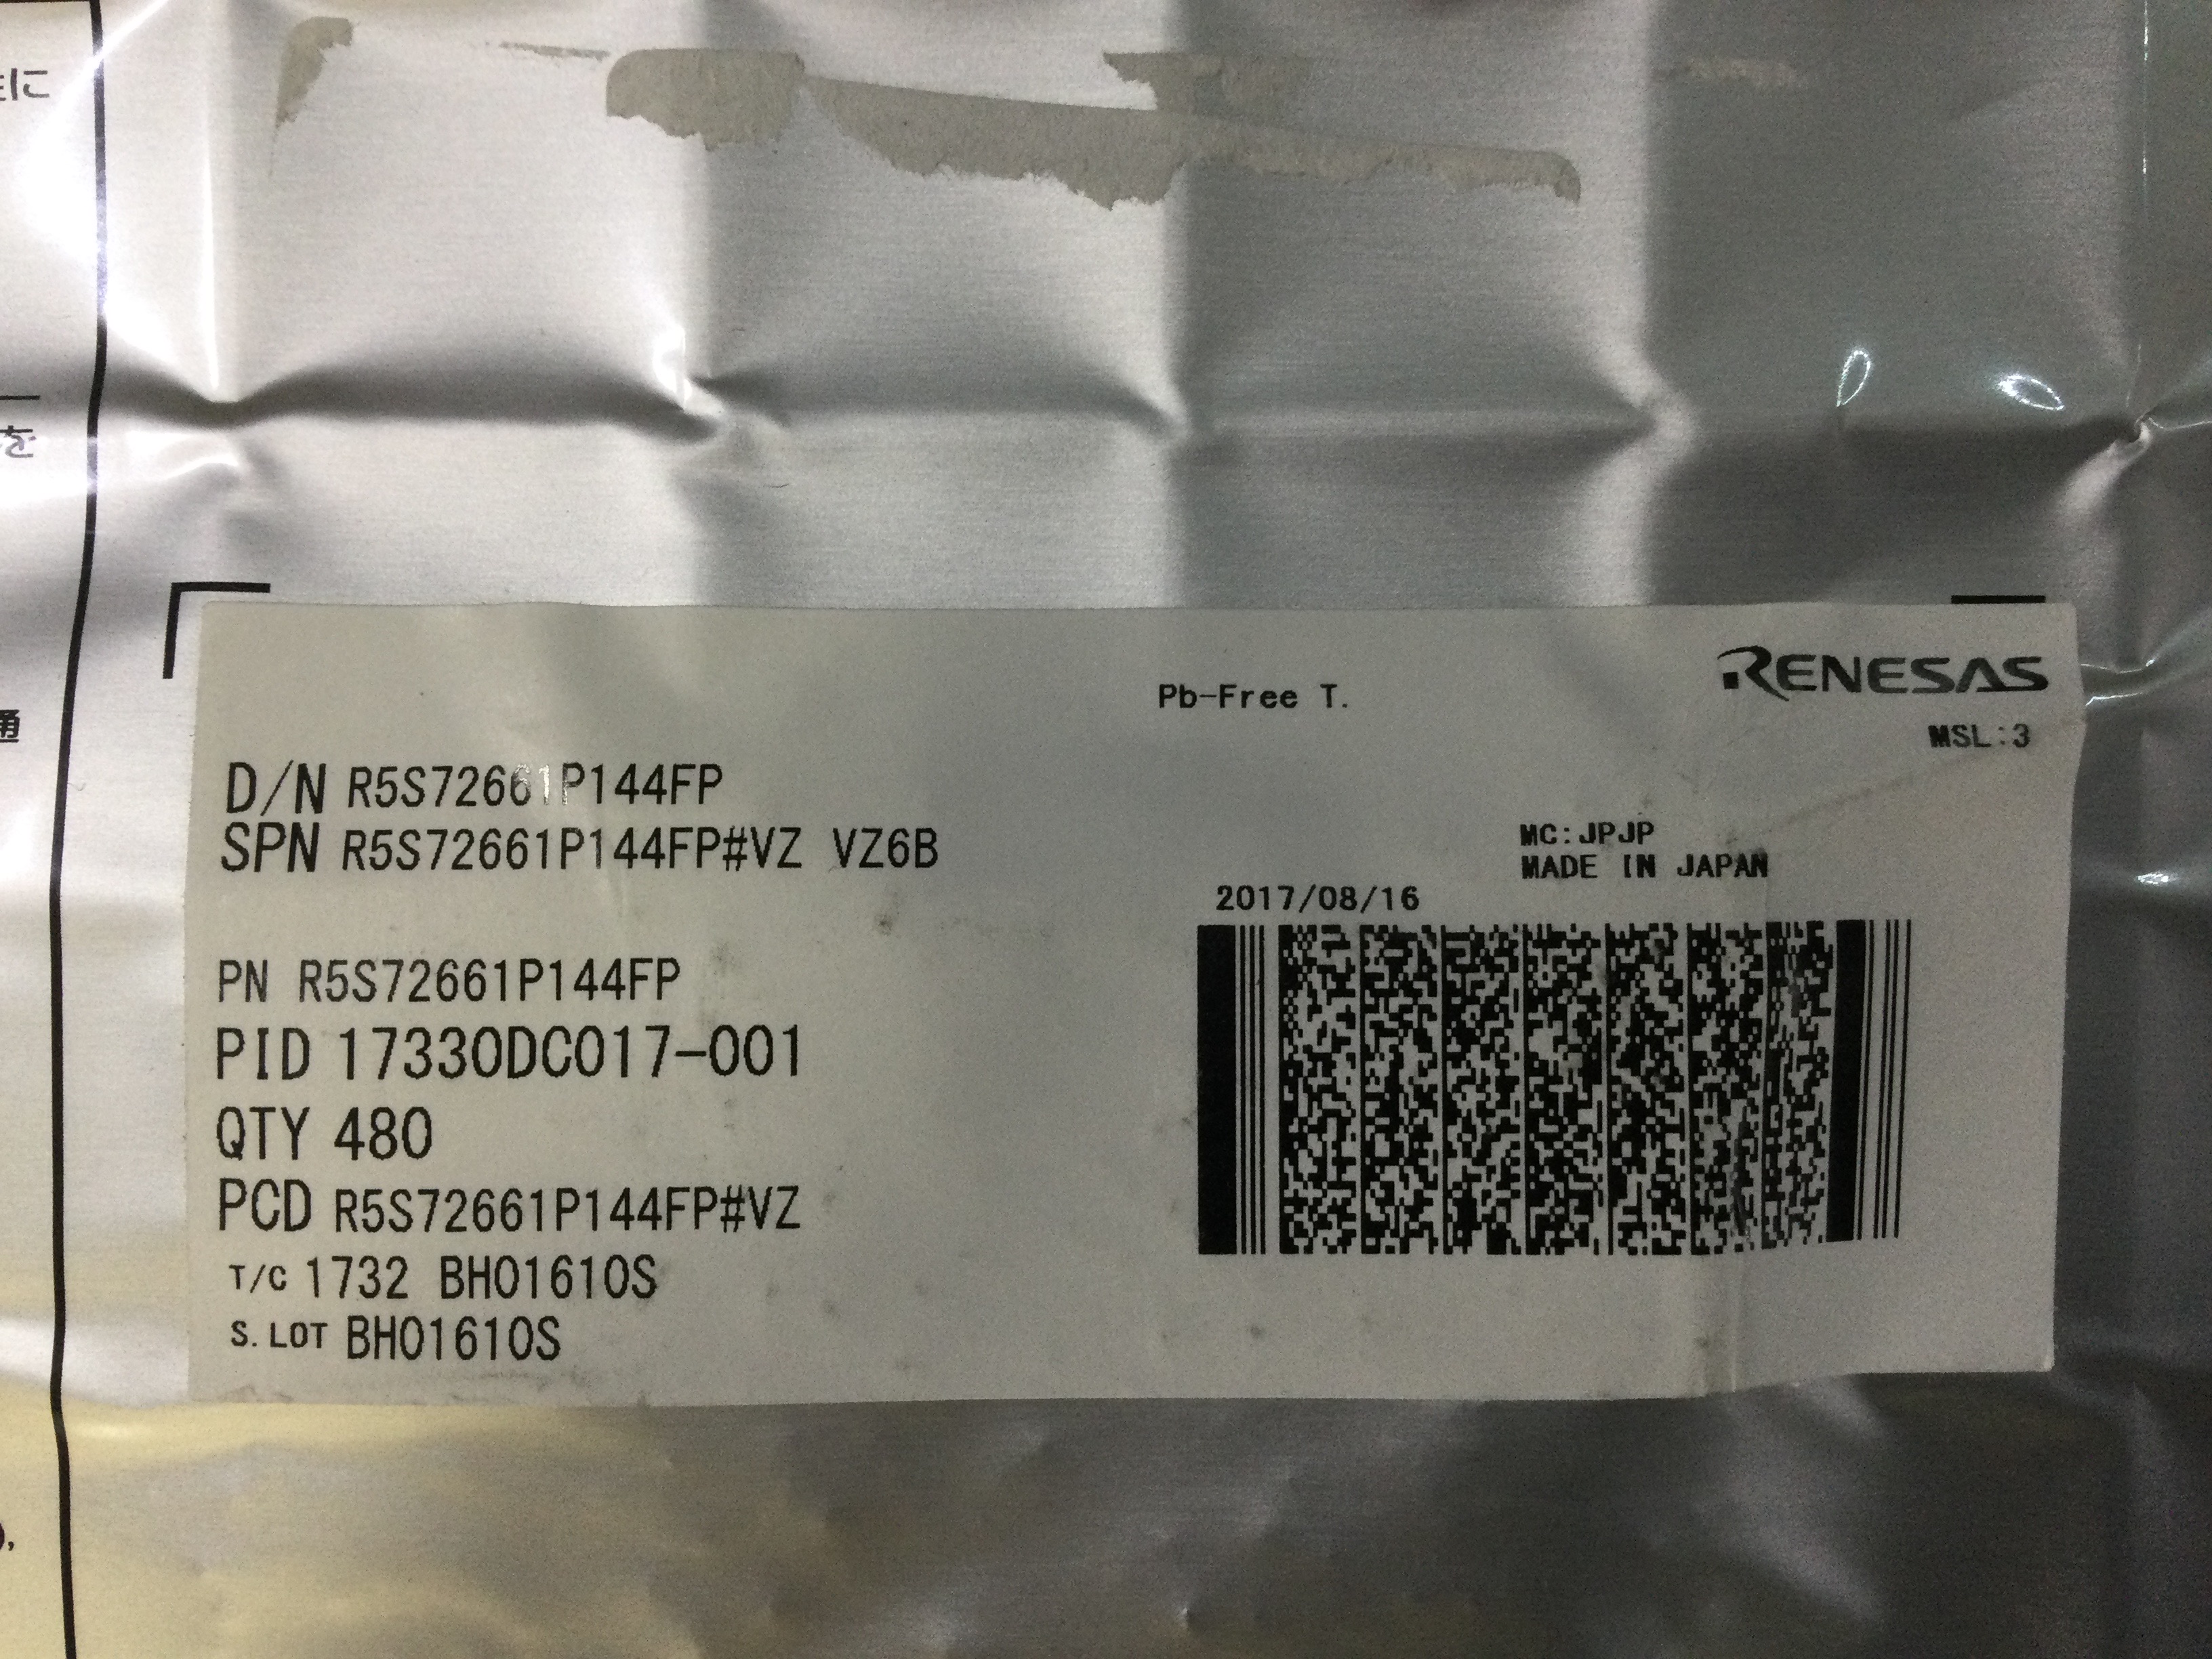 に
を
通
RENESAS
Pb-Free T.
MSL:3
D/N R5S72661P144FP
SPN R5S72661P144FP#VZ VZ6B
MC:JPJP
MADE IN JAPAN
2017/08/16
PN R5S72661P144FP
PID 17330DC017-001
QTY 480
PCD R5S72661P144FP#VZ
T/C 1732 BH01610S
S. LOT BH01610S